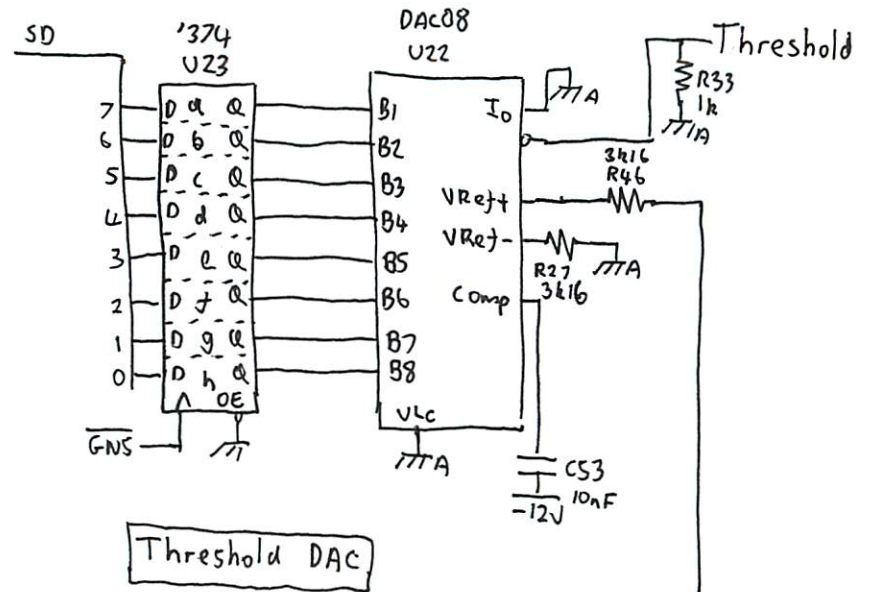 SD
'374
U23
DAC08
U22
Threshold
R33
1k
A
7 D a Q B1
Io
A
6 D b Q B2
5 D c Q B3
3k16
R46
4 D d Q B4
VRef+
VRef-
3 D e Q B5
R27
3k16
A
2 D f Q B6
Comp
1 D g Q B7
0 D h Q B8
OE
VLC
GNS
A
C53
10nF
-12V
Threshold DAC